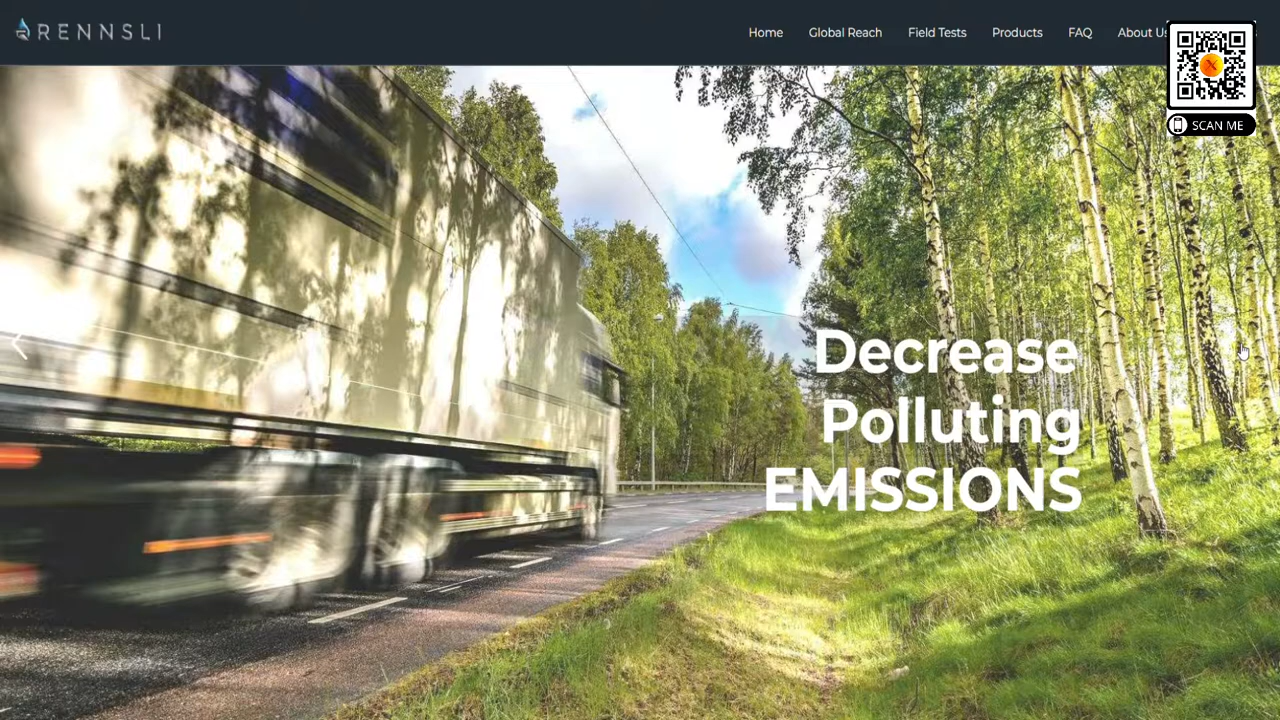 RENNSLI
Home Global Reach Field Tests Products FAQ About Us
SCAN ME
Decrease
Polluting
EMISSIONS